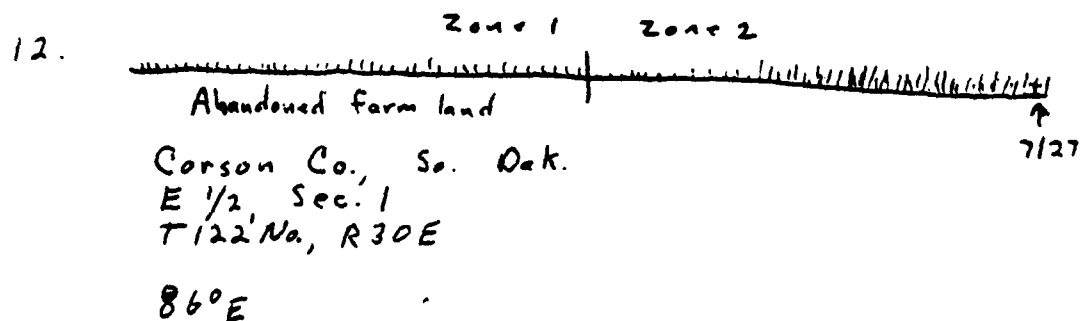 Zone 1 Zone 2
12.
Abandoned farm land
7/27
Corson Co., So. Dak.
E 1/2 Sec. 1
T 122 No., R 30 E
86° E